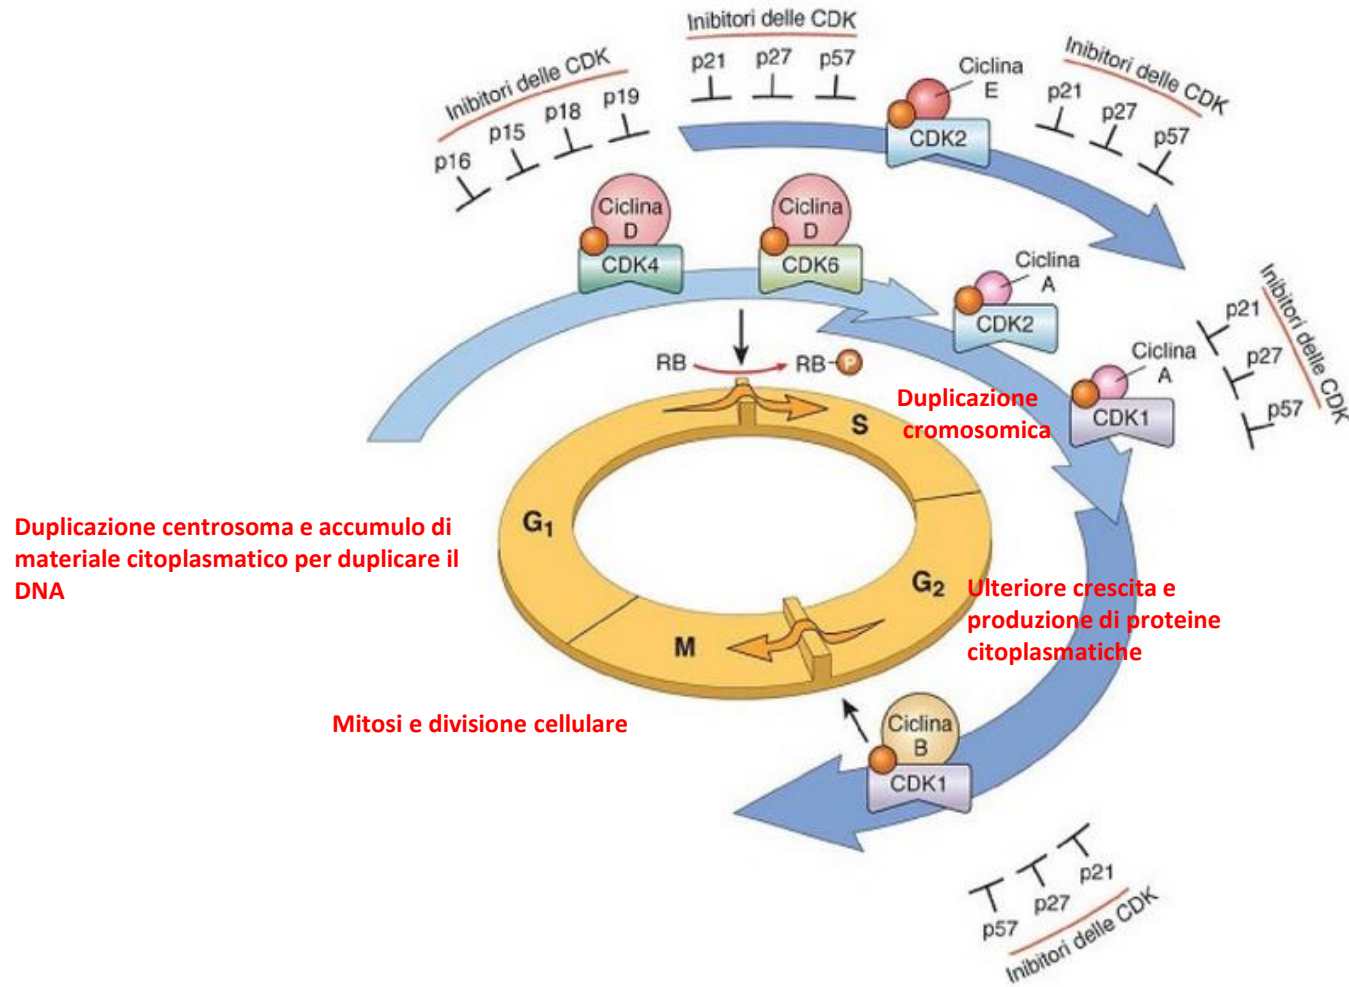 Inibitori delle CDK
p16
p15
p18
p19
Inibitori delle CDK
p21
p27
p57
Ciclina
E
CDK2
Inibitori delle CDK
p21
p27
p57
Ciclina
D
CDK4
Ciclina
D
CDK6
Ciclina
A
CDK2
Ciclina
A
CDK1
Inibitori delle CDK
p21
p27
p57
RB
RB
P
Duplicazione
cromosomica
S
G1
G2
M
Duplicazione centrosoma e accumulo di
materiale citoplasmatico per duplicare il
DNA
Ulteriore crescita e
produzione di proteine
citoplasmatiche
Mitosi e divisione cellulare
Ciclina
B
CDK1
p57
p27
p21
Inibitori delle CDK